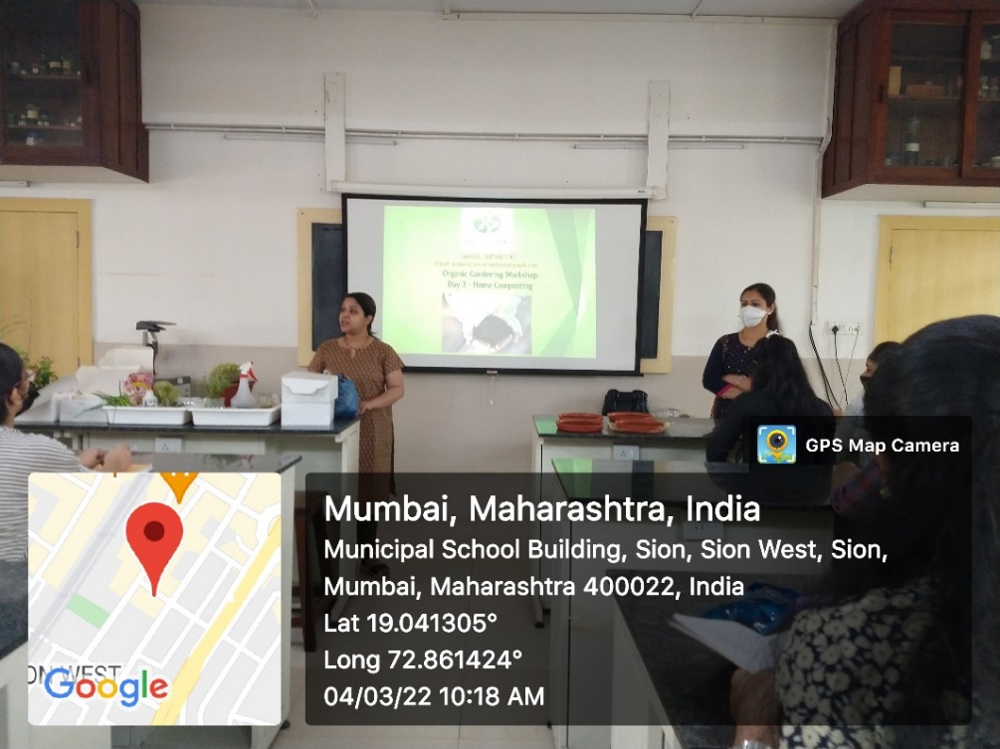 Organic Gardening Workshop
Day 3 - Home Composting
GPS Map Camera
Mumbai, Maharashtra, India
Municipal School Building, Sion, Sion West, Sion,
Mumbai, Maharashtra 400022, India
Lat 19.041305°
Long 72.861424°
04/03/22 10:18 AM
ON WEST
Google